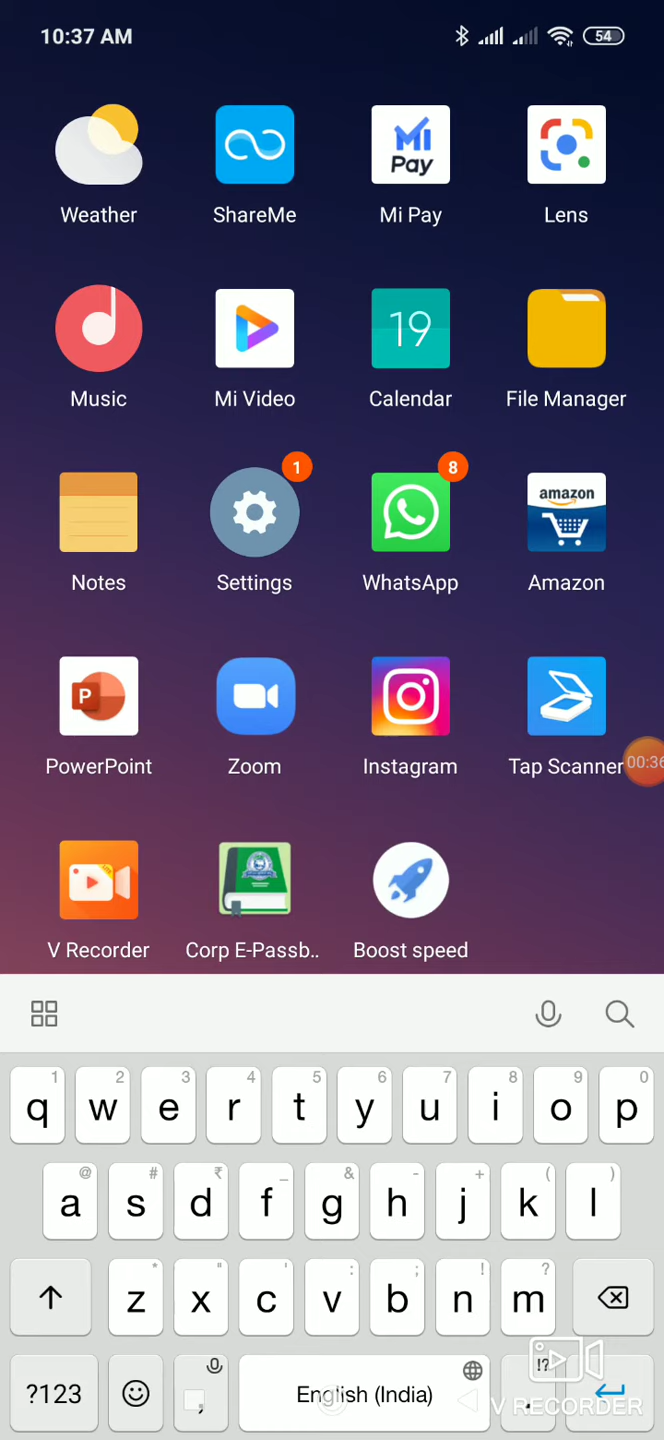 10:37 AM
54
Weather
ShareMe
Mi Pay
Mi Pay
Lens
Music
Mi Video
19
Calendar
File Manager
Notes
1
Settings
8
WhatsApp
amazon
Amazon
P
PowerPoint
Zoom
Instagram
Tap Scanner
00:36
V Recorder
Corp E-Passb..
Boost speed
1 2 3 4 5 6 7 8 9 0
q w e r t y u i o p
@ # ₹ _ & - + ( )
a s d f g h j k l
* " ' : ; ! ?
z x c v b n m
?123 , English (India) !? .
V RECORDER